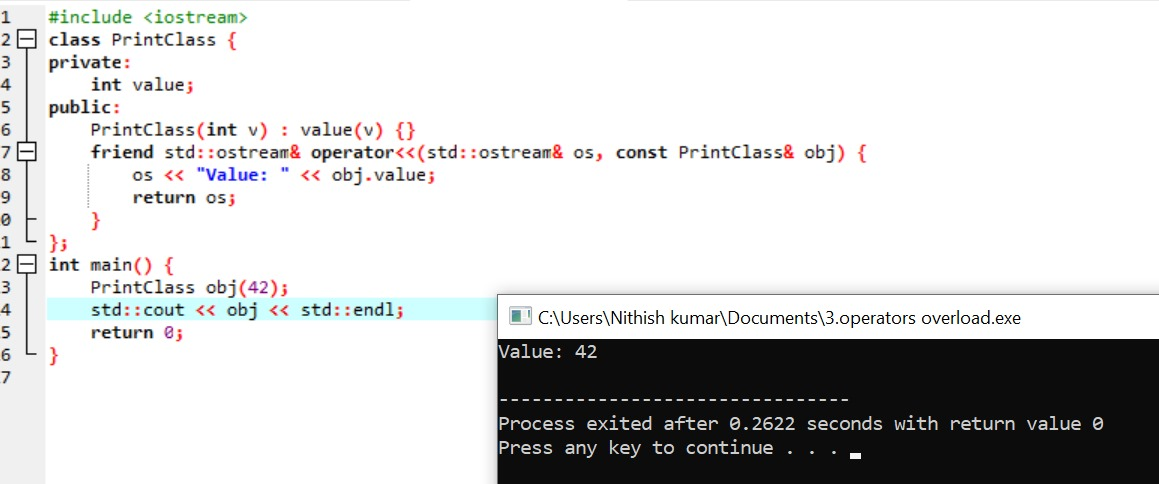 1 #include <iostream>
2 class PrintClass {
3 private:
4     int value;
5 public:
6     PrintClass(int v) : value(v) {}
7     friend std::ostream& operator<<(std::ostream& os, const PrintClass& obj) {
8         os << "Value: " << obj.value;
9         return os;
0     }
1 };
2 int main() {
3     PrintClass obj(42);
4     std::cout << obj << std::endl;
5     return 0;
6 }
7
C:\Users\Nithish kumar\Documents\3.operators overload.exe
Value: 42
--------------------------------
Process exited after 0.2622 seconds with return value 0
Press any key to continue . . .